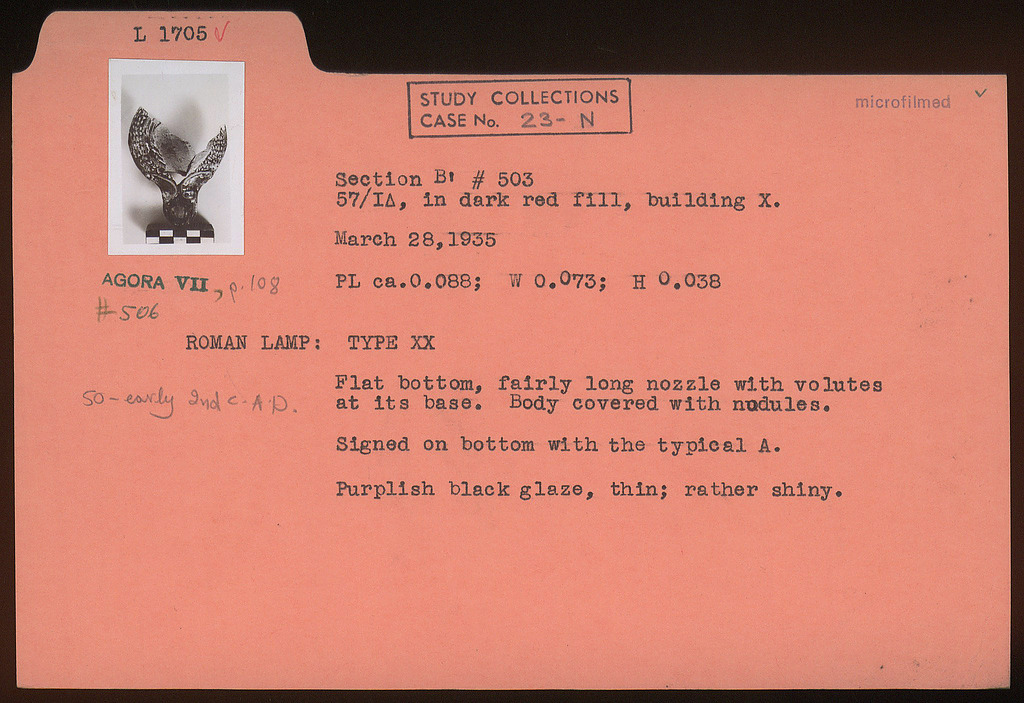 L 1705 ✓
STUDY COLLECTIONS
CASE No. 23-N
microfilmed ✓
Section B' # 503
57/ΙΔ, in dark red fill, building X.
March 28,1935
AGORA VII, p.108
#506
PL ca.0.088; W 0.073; H 0.038
ROMAN LAMP: TYPE XX
50-early 2nd c. A.D.
Flat bottom, fairly long nozzle with volutes
at its base. Body covered with nodules.
Signed on bottom with the typical A.
Purplish black glaze, thin; rather shiny.